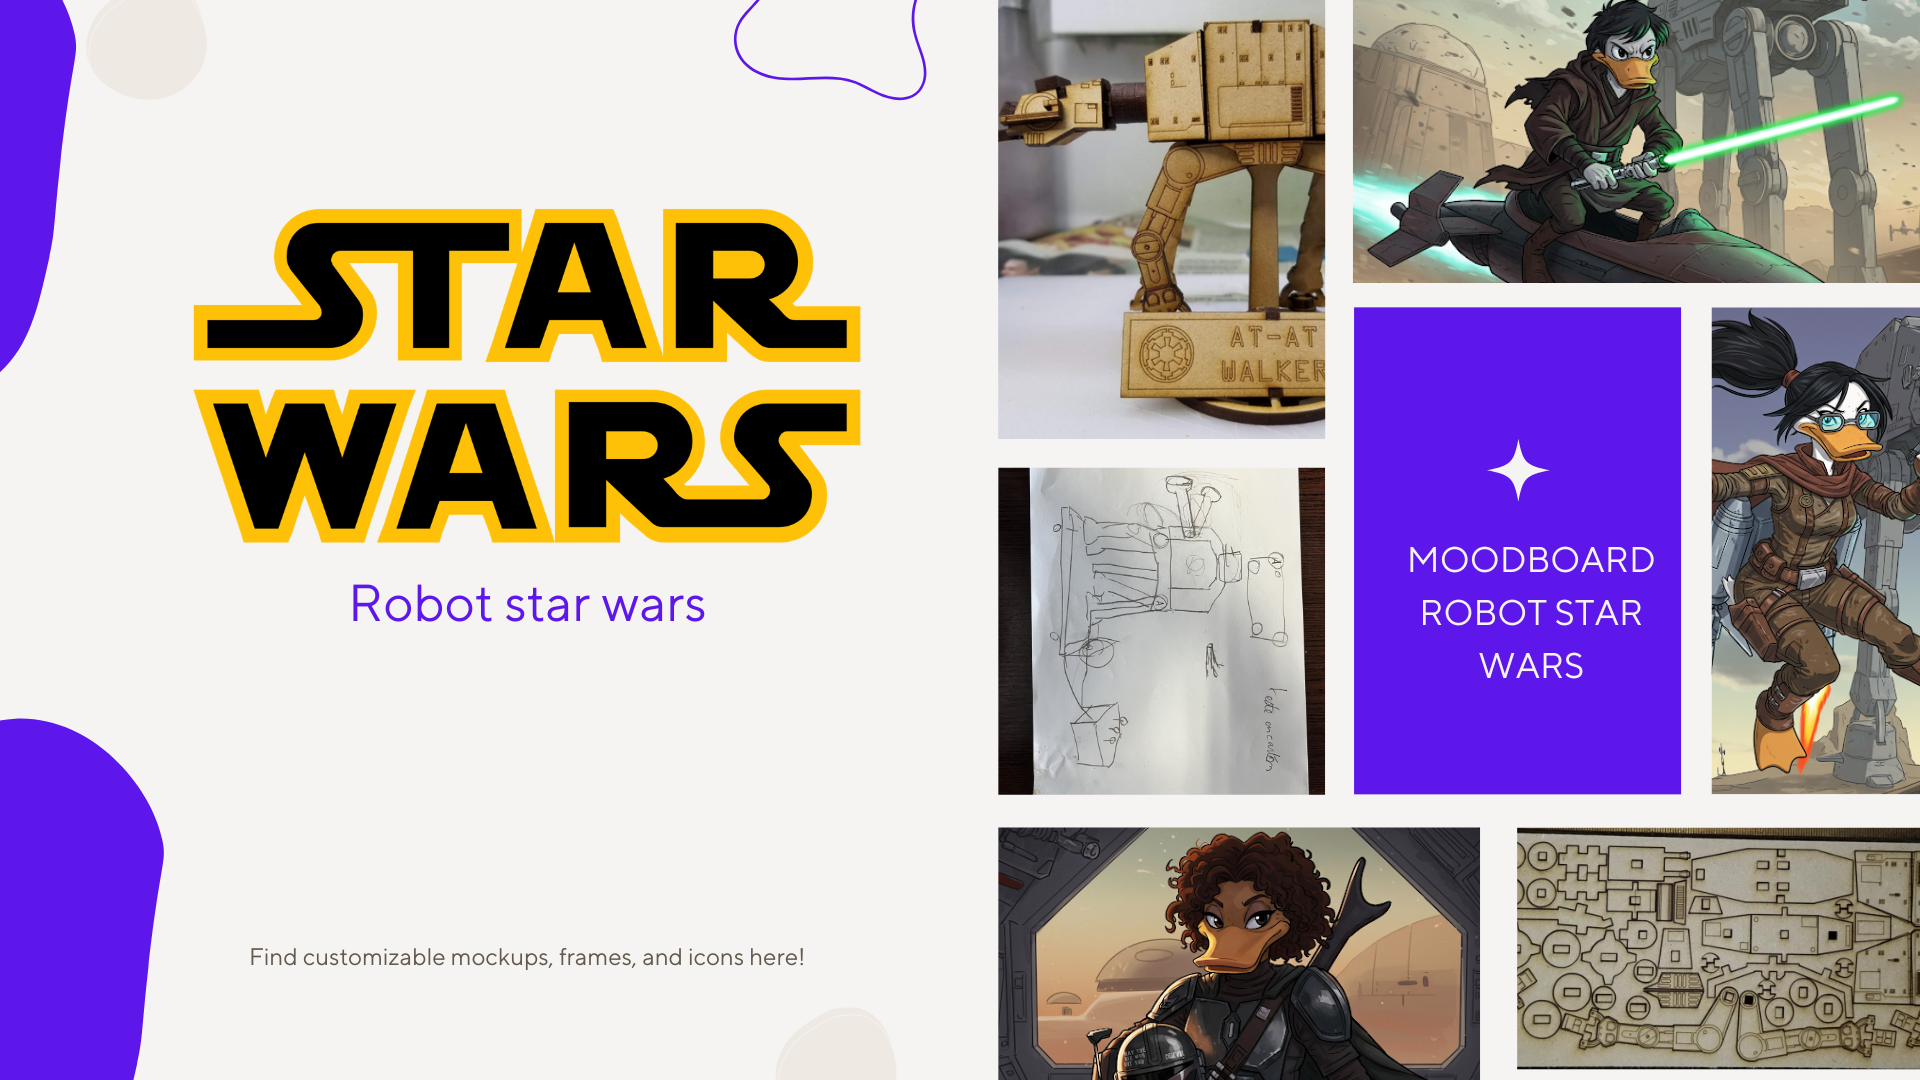 STAR
WARS
Robot star wars
Find customizable mockups, frames, and icons here!
AT-AT
WALKER
MOODBOARD
ROBOT STAR
WARS